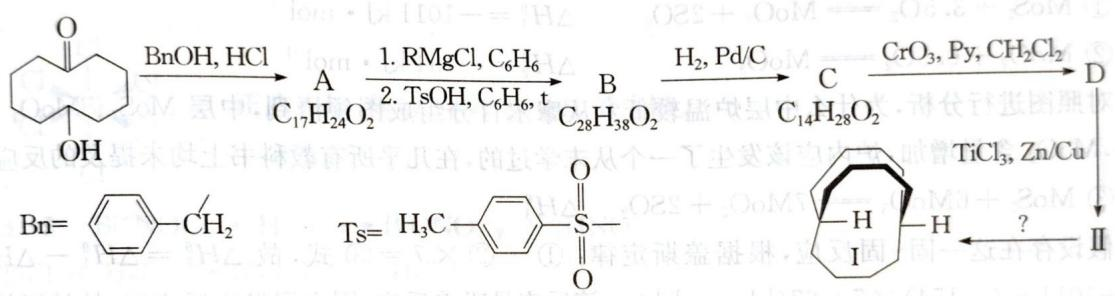 O
BnOH, HCl
A
C₁₇H₂₄O₂
1. RMgCl, C₆H₆
2. TsOH, C₆H₆, t
B
C₂₈H₃₈O₂
H₂, Pd/C
C
C₁₄H₂₈O₂
CrO₃, Py, CH₂Cl₂
D
OH
TiCl₃, Zn/Cu
Bn=
CH₂
Ts=
H₃C
O
S
O
H
H
I
?
II